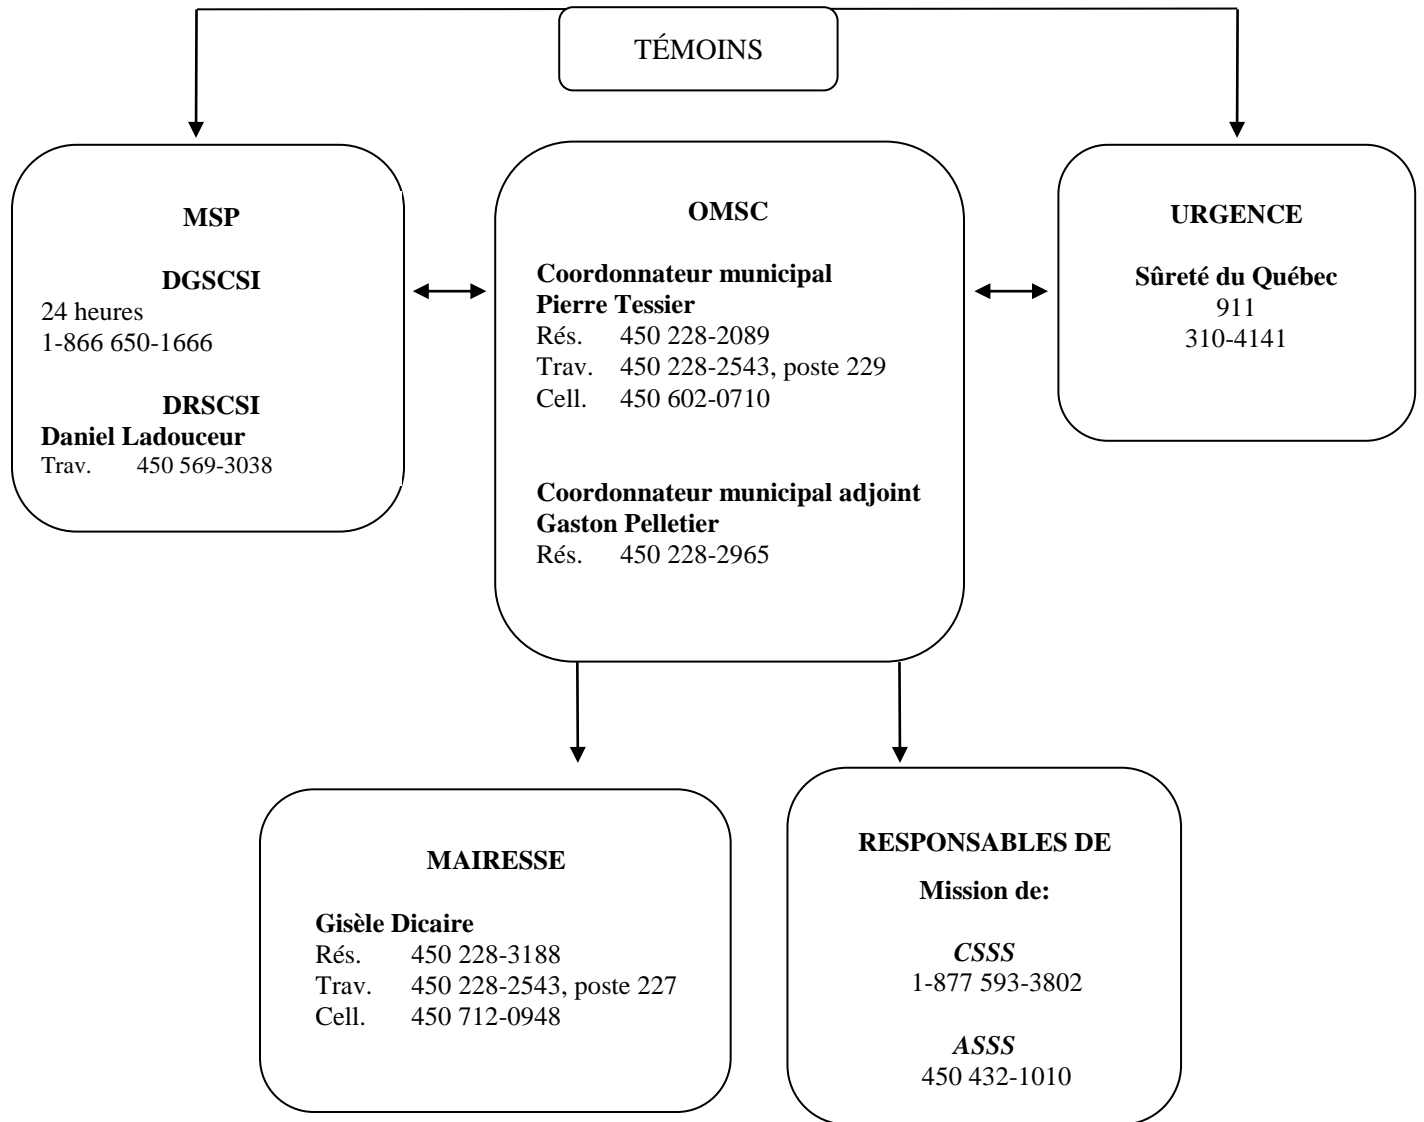 TÉMOINS
MSP
DGSCSI
24 heures
1-866 650-1666
DRSCSI
Daniel Ladouceur
Trav. 450 569-3038
OMSC
Coordonnateur municipal
Pierre Tessier
Rés. 450 228-2089
Trav. 450 228-2543, poste 229
Cell. 450 602-0710
Coordonnateur municipal adjoint
Gaston Pelletier
Rés. 450 228-2965
URGENCE
Sûreté du Québec
911
310-4141
MAIRESSE
Gisèle Dicaire
Rés. 450 228-3188
Trav. 450 228-2543, poste 227
Cell. 450 712-0948
RESPONSABLES DE
Mission de:
CSSS
1-877 593-3802
ASSS
450 432-1010